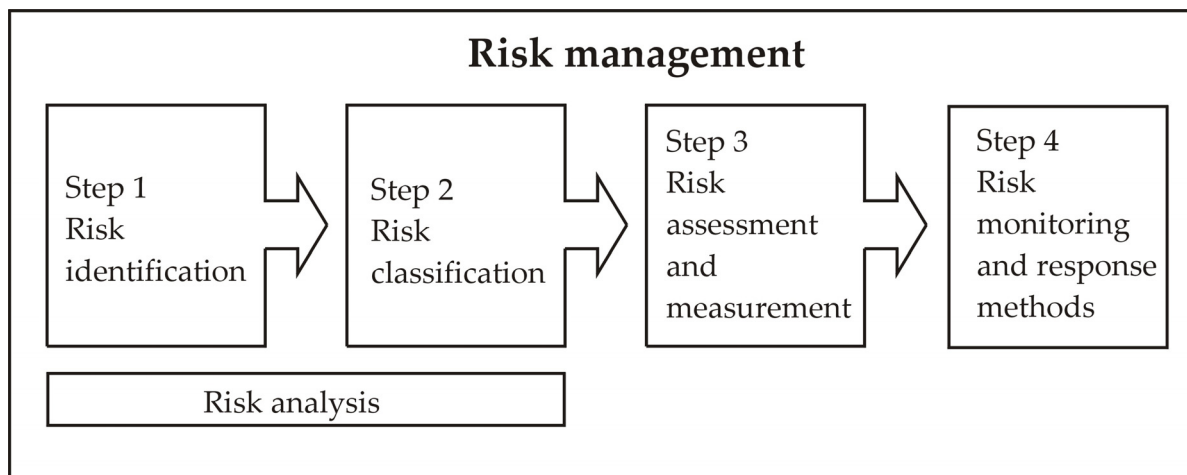 Risk management
Step 1
Risk
identification
Step 2
Risk
classification
Step 3
Risk
assessment
and
measurement
Step 4
Risk
monitoring
and response
methods
Risk analysis